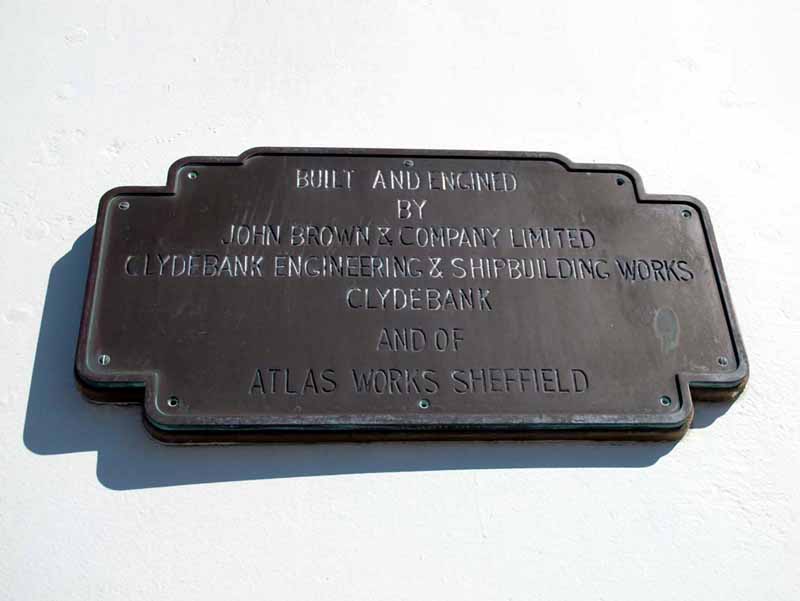 BUILT AND ENGINED
BY
JOHN BROWN & COMPANY LIMITED
CLYDEBANK ENGINEERING & SHIPBUILDING WORKS
CLYDEBANK
AND OF
ATLAS WORKS SHEFFIELD